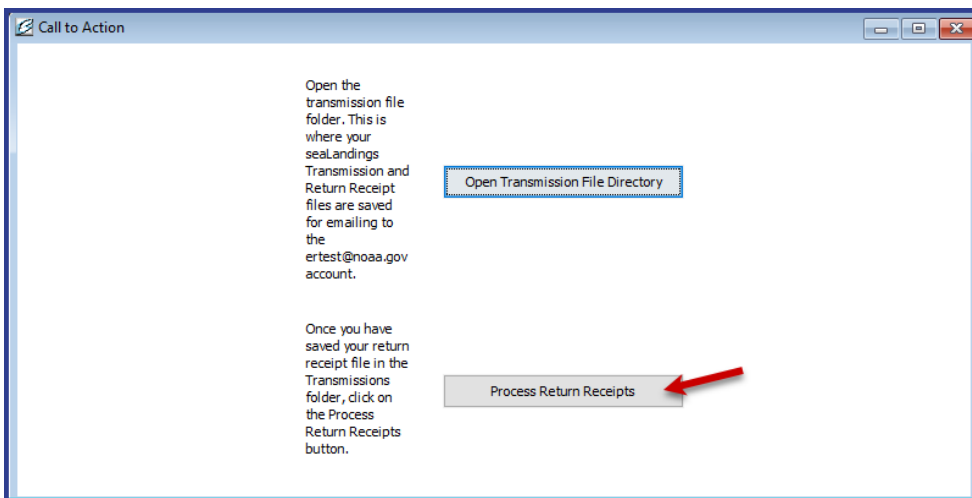 Call to Action
Open the
transmission file
folder. This is
where your
seaLandings
Transmission and
Return Receipt
files are saved
for emailing to
the
ertest@noaa.gov
account.
Open Transmission File Directory
Once you have
saved your return
receipt file in the
Transmissions
folder, click on
the Process
Return Receipts
button.
Process Return Receipts